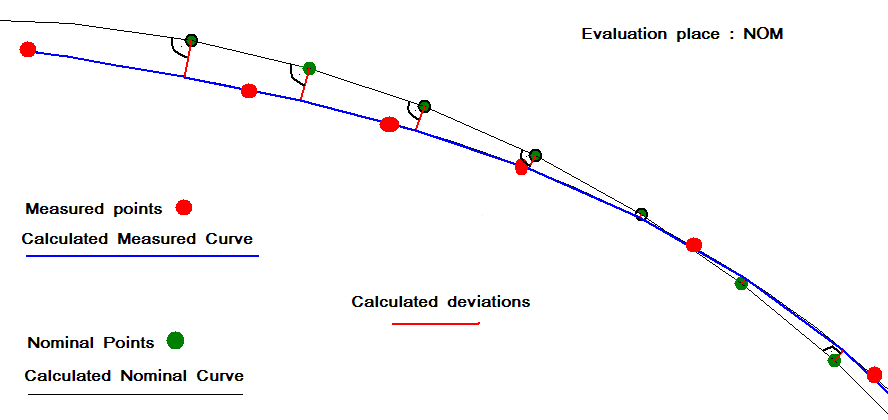 Evaluation place : NOM
Measured points
Calculated Measured Curve
Calculated deviations
Nominal Points
Calculated Nominal Curve